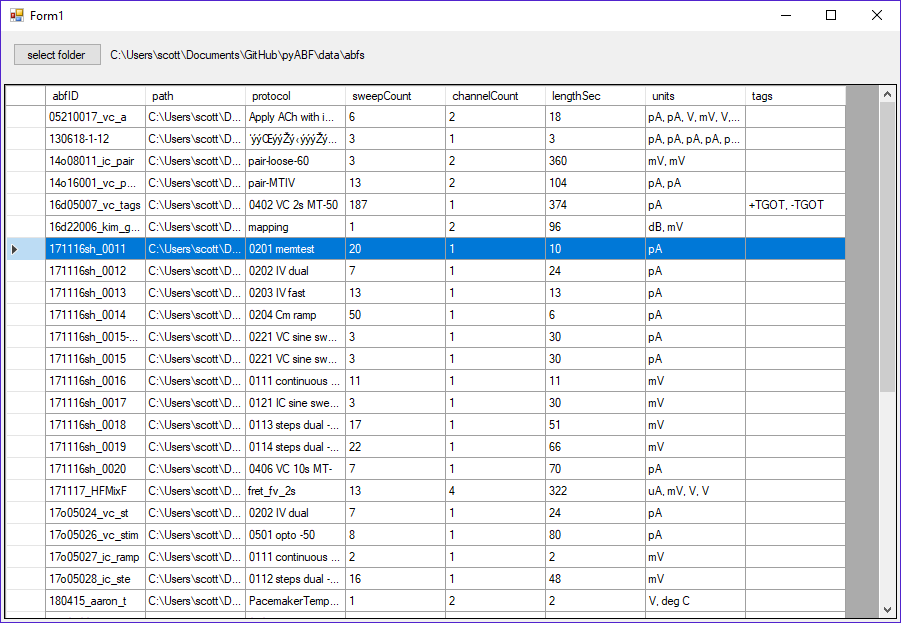 Form1
select folder C:\Users\scott\Documents\GitHub\pyABF\data\abfs
abfID path protocol sweepCount channelCount lengthSec units tags
05210017_vc_a C:\Users\scott\D... Apply ACh with i... 6 2 18 pA, pA, V, mV, V,...
130618-1-12 C:\Users\scott\D... 3 1 3 pA, pA, pA, pA, p...
14o08011_ic_pair C:\Users\scott\D... pair-loose-60 3 2 360 mV, mV
14o16001_vc_p... C:\Users\scott\D... pair-MTIV 13 2 104 pA, pA
16d05007_vc_tags C:\Users\scott\D... 0402 VC 2s MT-50 187 1 374 pA +TGOT, -TGOT
16d22006_kim_g... C:\Users\scott\D... mapping 1 2 96 dB, mV
171116sh_0011 C:\Users\scott\D... 0201 memtest 20 1 10 pA
171116sh_0012 C:\Users\scott\D... 0202 IV dual 7 1 24 pA
171116sh_0013 C:\Users\scott\D... 0203 IV fast 13 1 13 pA
171116sh_0014 C:\Users\scott\D... 0204 Cm ramp 50 1 6 pA
171116sh_0015-... C:\Users\scott\D... 0221 VC sine sw... 3 1 30 pA
171116sh_0015 C:\Users\scott\D... 0221 VC sine sw... 3 1 30 pA
171116sh_0016 C:\Users\scott\D... 0111 continuous ... 11 1 11 mV
171116sh_0017 C:\Users\scott\D... 0121 IC sine swe... 3 1 30 mV
171116sh_0018 C:\Users\scott\D... 0113 steps dual -... 17 1 51 mV
171116sh_0019 C:\Users\scott\D... 0114 steps dual -... 22 1 66 mV
171116sh_0020 C:\Users\scott\D... 0406 VC 10s MT- 7 1 70 pA
171117_HFMixF C:\Users\scott\D... fret_fv_2s 13 4 322 uA, mV, V, V
17o05024_vc_st C:\Users\scott\D... 0202 IV dual 7 1 24 pA
17o05026_vc_stim C:\Users\scott\D... 0501 opto -50 8 1 80 pA
17o05027_ic_ramp C:\Users\scott\D... 0111 continuous ... 2 1 2 mV
17o05028_ic_ste C:\Users\scott\D... 0112 steps dual -... 16 1 48 mV
180415_aaron_t C:\Users\scott\D... PacemakerTemp... 1 2 2 V, deg C